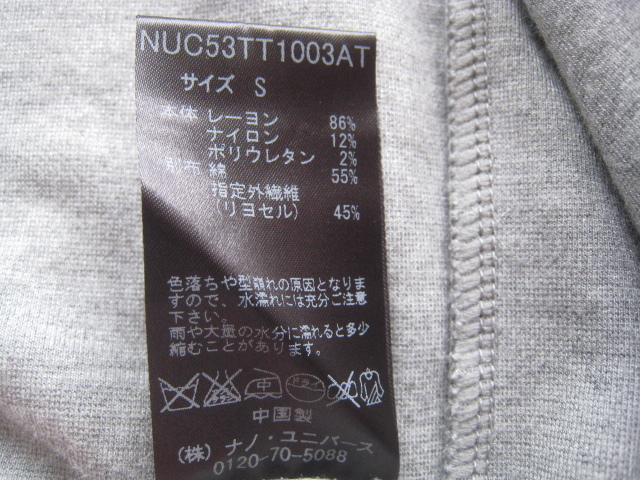 NUC53TT1003AT
サイズ S
本体 レーヨン 86%
ナイロン 12%
ポリウレタン 2%
別布 綿 55%
指定外繊維
(リヨセル) 45%
色落ちや型崩れの原因となりま
すので、水濡れには充分ご注意
下さい。
雨や大量の水分に濡れると多少
縮むことがあります。
中 ドライ
中国製
(株) ナノ・ユニバース
0120-70-5088